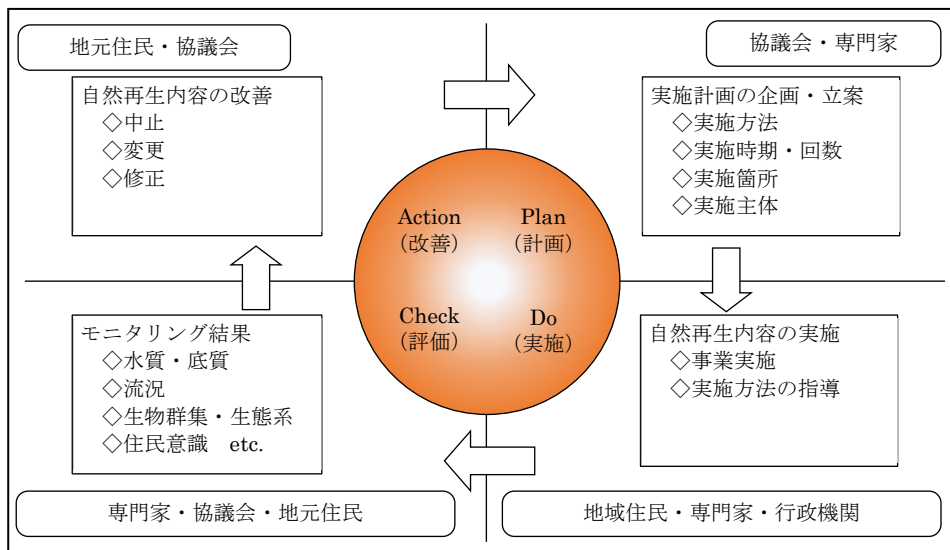 地元住民・協議会
自然再生内容の改善
◇中止
◇変更
◇修正
協議会・専門家
実施計画の企画・立案
◇実施方法
◇実施時期・回数
◇実施箇所
◇実施主体
Action
（改善）
Plan
（計画）
Check
（評価）
Do
（実施）
モニタリング結果
◇水質・底質
◇流況
◇生物群集・生態系
◇住民意識　etc.
専門家・協議会・地元住民
自然再生内容の実施
◇事業実施
◇実施方法の指導
地域住民・専門家・行政機関